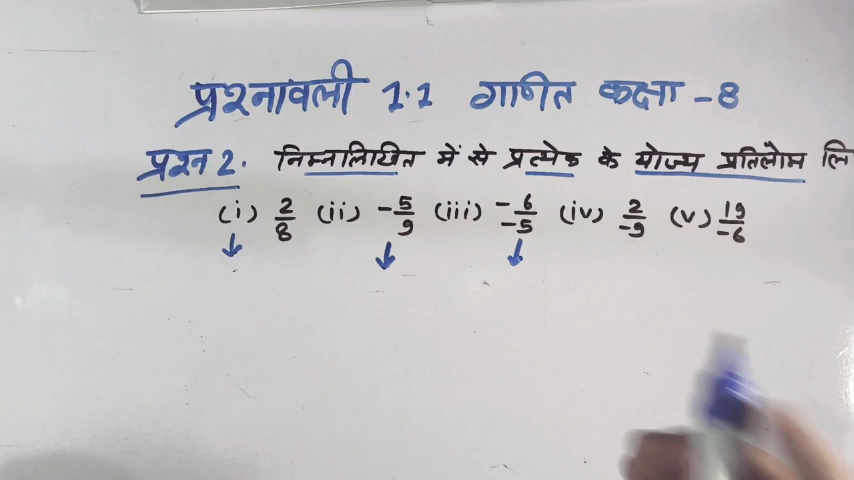 प्रश्नावली 1.1 गणित कक्षा -8
प्रश्न 2. निम्नलिखित में से प्रत्येक के योज्य प्रतिलोम लि
(i) 2/8 (ii) -5/9 (iii) -6/-5 (iv) 2/-9 (v) 19/-6